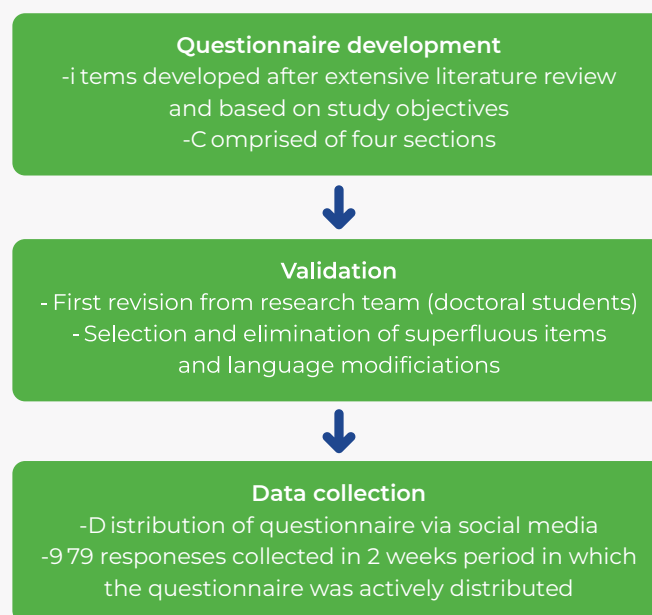 Questionnaire development
-i tems developed after extensive literature review
and based on study objectives
-C omprised of four sections
Validation
- First revision from research team (doctoral students)
- Selection and elimination of superfluous items
and language modificiations
Data collection
-D istribution of questionnaire via social media
-9 79 responeses collected in 2 weeks period in which
the questionnaire was actively distributed